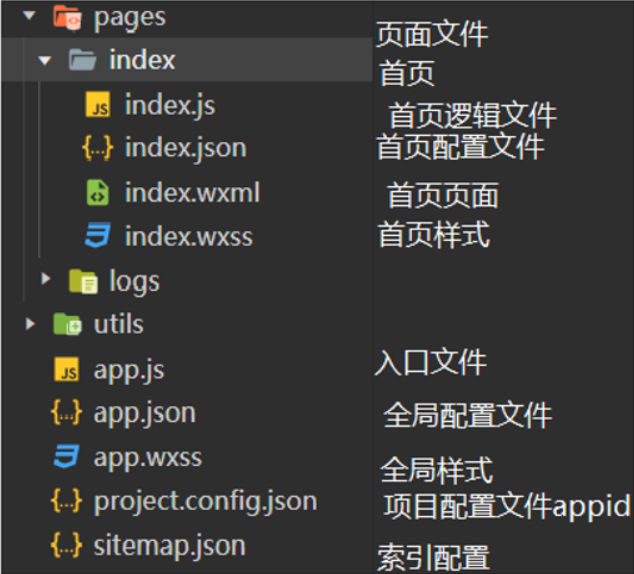 pages 页面文件
index 首页
index.js 首页逻辑文件
index.json 首页配置文件
index.wxml 首页页面
index.wxss 首页样式
logs
utils
app.js 入口文件
app.json 全局配置文件
app.wxss 全局样式
project.config.json 项目配置文件appid
sitemap.json 索引配置